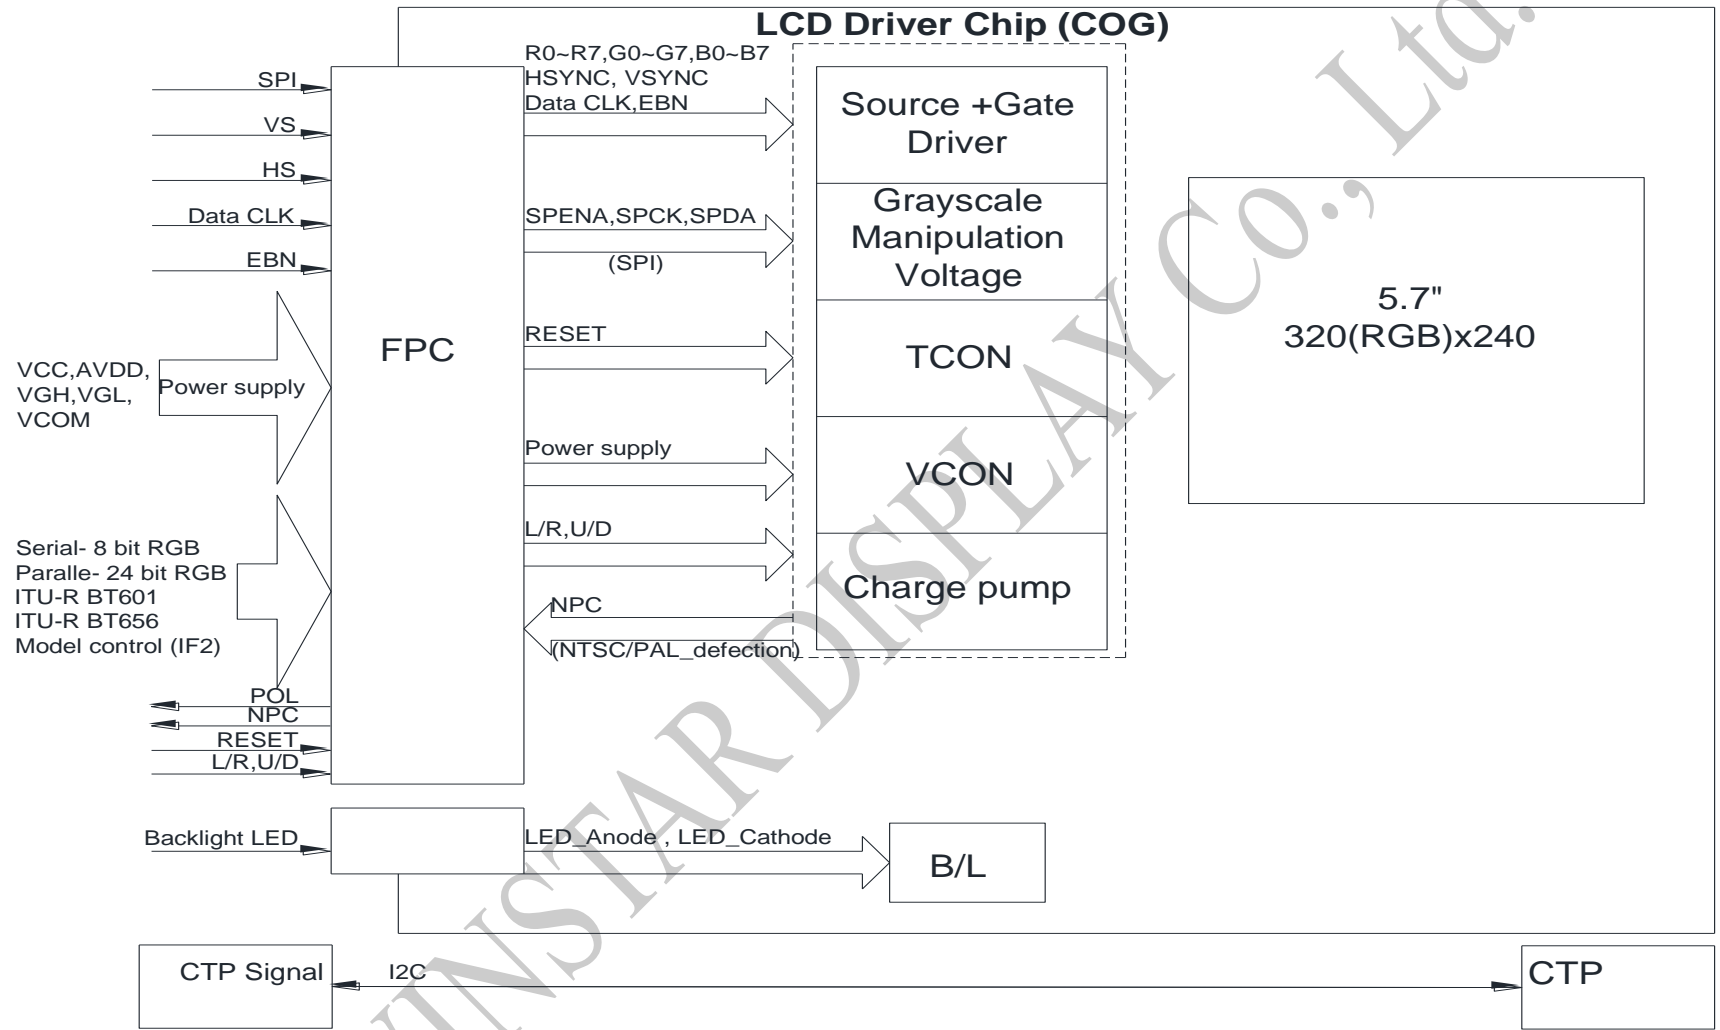 LCD Driver Chip (COG)
R0~R7,G0~G7,B0~B7
HSYNC, VSYNC
Data CLK,EBN
SPI
VS
HS
Data CLK
EBN
VCC,AVDD,
VGH,VGL,
VCOM
Power supply
Serial- 8 bit RGB
Paralle- 24 bit RGB
ITU-R BT601
ITU-R BT656
Model control (IF2)
POL
NPC
RESET
L/R,U/D
FPC
SPENA,SPCK,SPDA
(SPI)
RESET
Power supply
L/R,U/D
NPC
(NTSC/PAL_defection)
Source +Gate
Driver
Grayscale
Manipulation
Voltage
TCON
VCON
Charge pump
5.7"
320(RGB)x240
Backlight LED
LED_Anode , LED_Cathode
B/L
CTP Signal
I2C
CTP
INSTAR DISPLAY Co., Ltd.